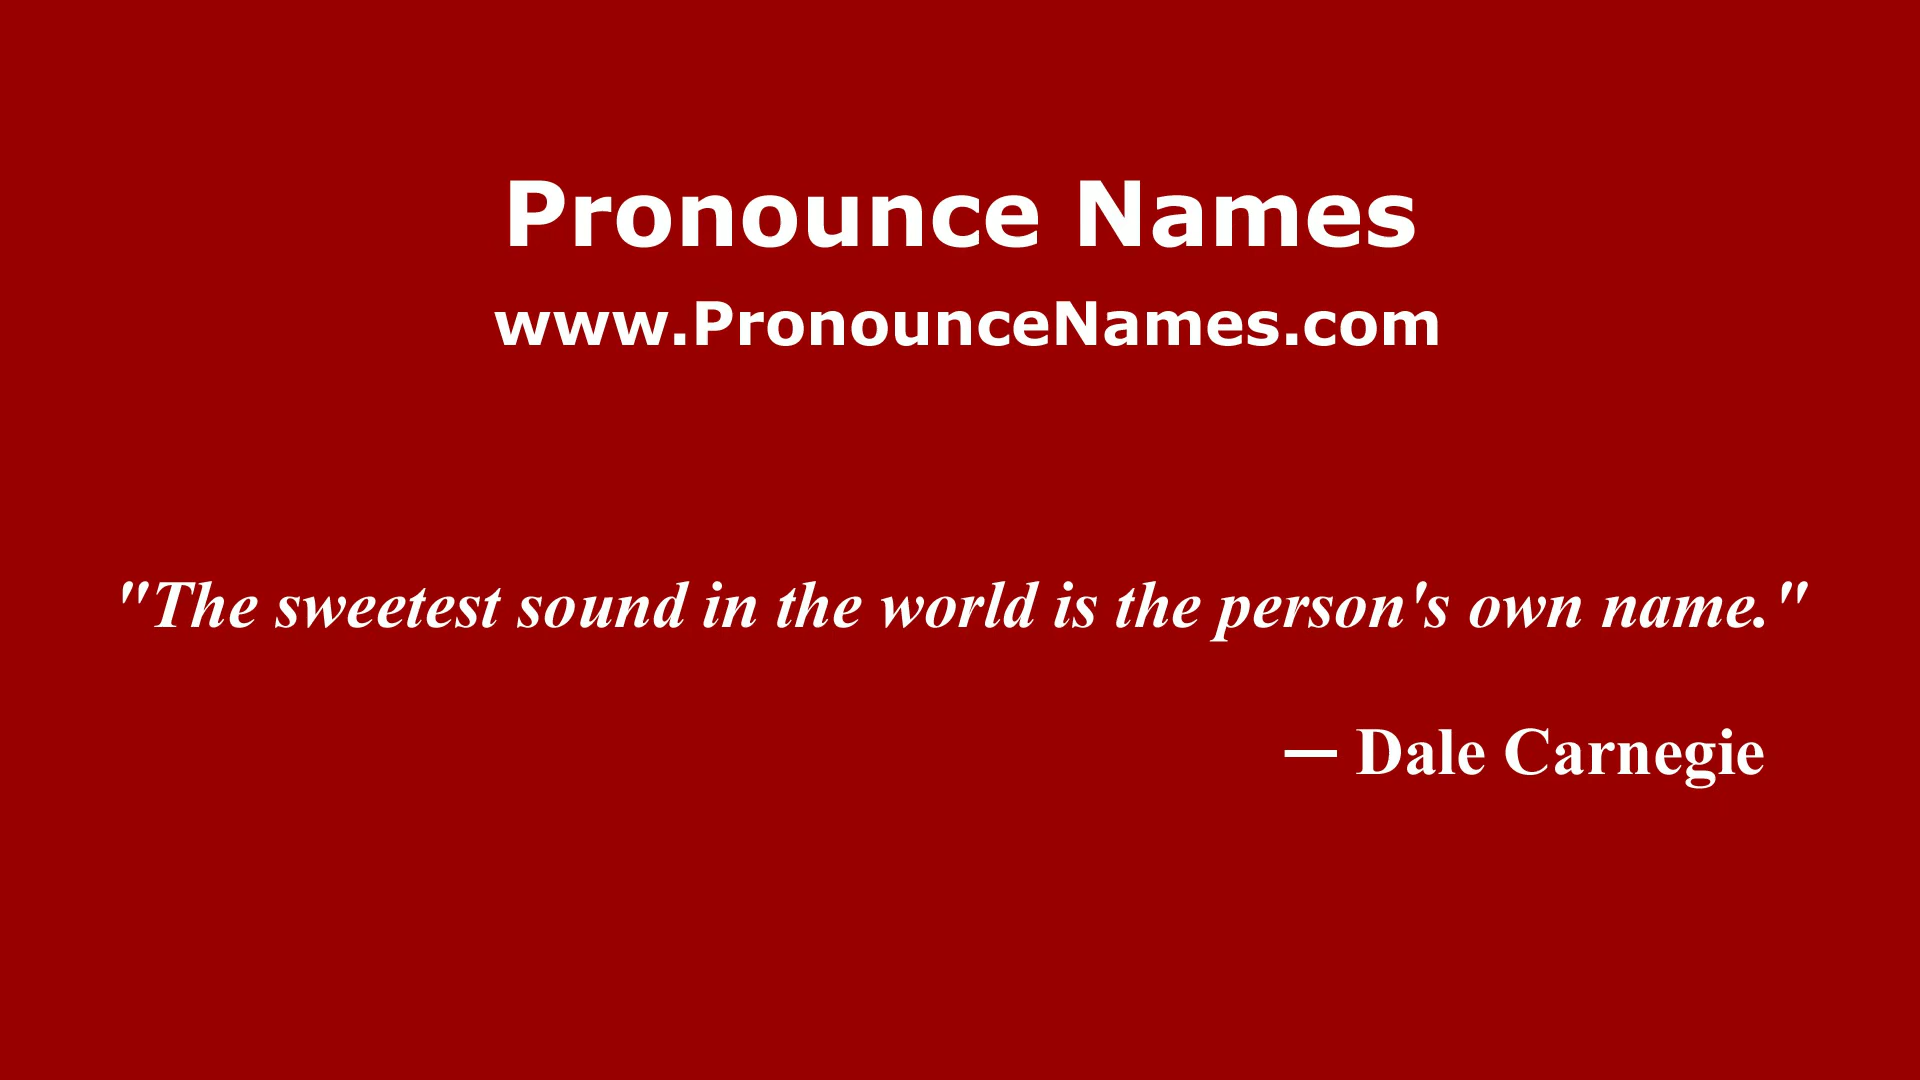 Pronounce Names
www.PronounceNames.com
"The sweetest sound in the world is the person's own name."
— Dale Carnegie